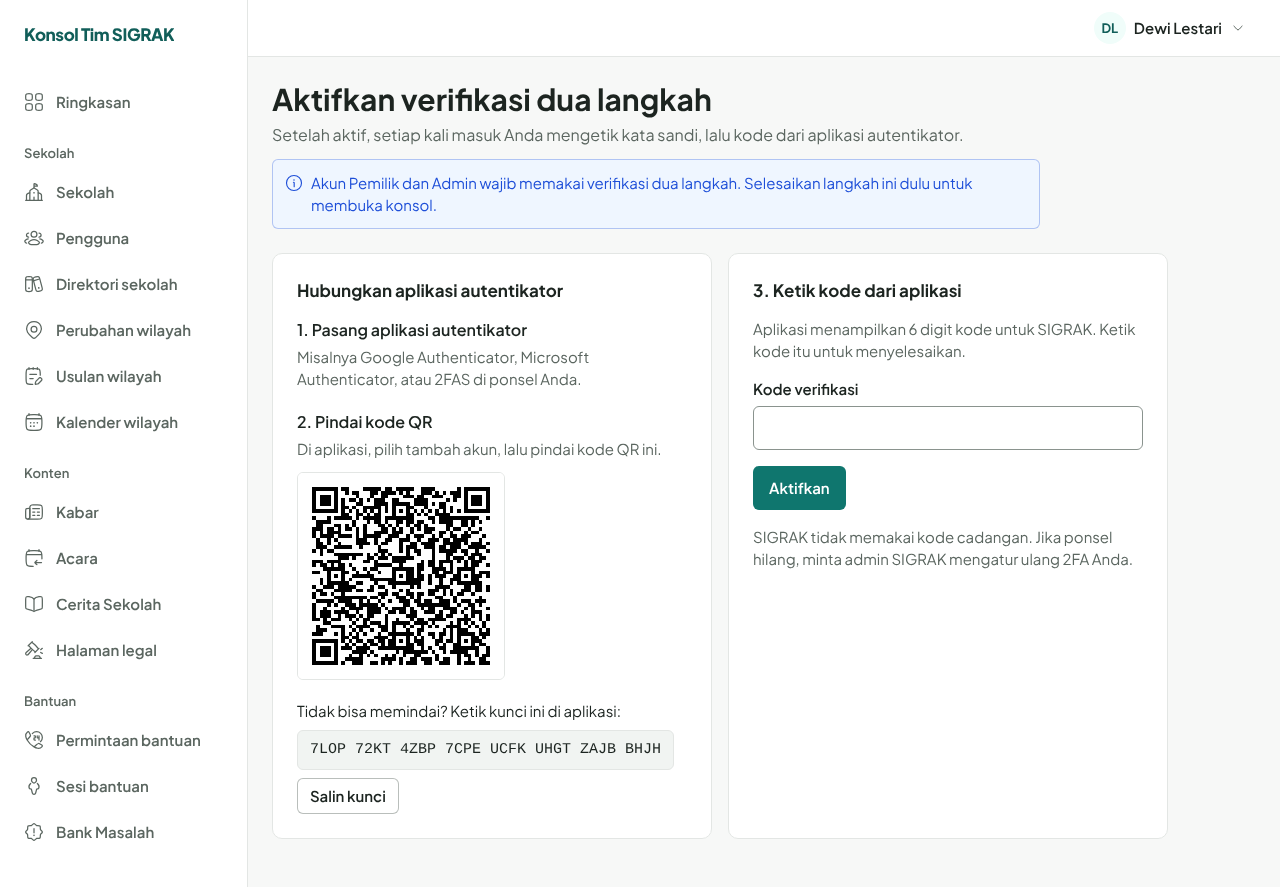 Konsol Tim SIGRAK
DL Dewi Lestari
Ringkasan
Sekolah
Sekolah
Pengguna
Direktori sekolah
Perubahan wilayah
Usulan wilayah
Kalender wilayah
Konten
Kabar
Acara
Cerita Sekolah
Halaman legal
Bantuan
Permintaan bantuan
Sesi bantuan
Bank Masalah
Aktifkan verifikasi dua langkah
Setelah aktif, setiap kali masuk Anda mengetik kata sandi, lalu kode dari aplikasi autentikator.
Akun Pemilik dan Admin wajib memakai verifikasi dua langkah. Selesaikan langkah ini dulu untuk
membuka konsol.
Hubungkan aplikasi autentikator
1. Pasang aplikasi autentikator
Misalnya Google Authenticator, Microsoft
Authenticator, atau 2FAS di ponsel Anda.
2. Pindai kode QR
Di aplikasi, pilih tambah akun, lalu pindai kode QR ini.
Tidak bisa memindai? Ketik kunci ini di aplikasi:
7LOP 72KT 4ZBP 7CPE UCFK UHGT ZAJB BHJH
Salin kunci
3. Ketik kode dari aplikasi
Aplikasi menampilkan 6 digit kode untuk SIGRAK. Ketik
kode itu untuk menyelesaikan.
Kode verifikasi
Aktifkan
SIGRAK tidak memakai kode cadangan. Jika ponsel
hilang, minta admin SIGRAK mengatur ulang 2FA Anda.